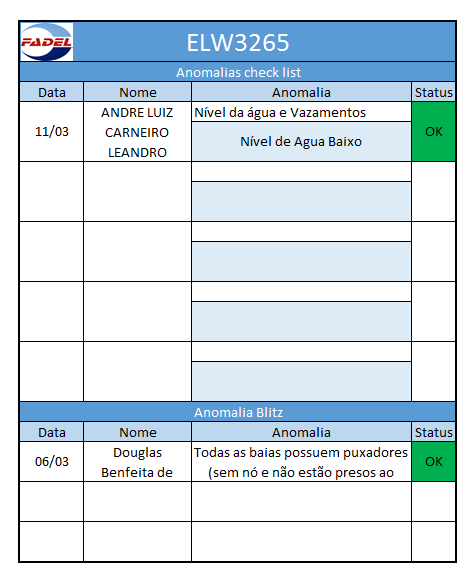 FADEL
ELW3265
Anomalias check list
Data Nome Anomalia Status
11/03
ANDRE LUIZ
CARNEIRO
LEANDRO
Nível da água e Vazamentos
Nível de Agua Baixo
OK
Anomalia Blitz
Data Nome Anomalia Status
06/03
Douglas
Benfeita de
Todas as baias possuem puxadores
(sem nó e não estão presos ao
OK